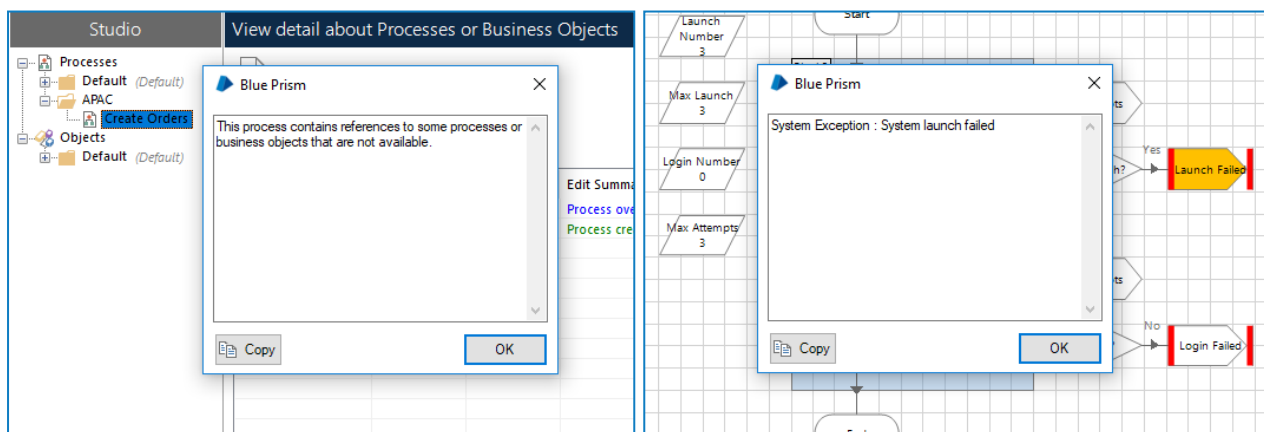 Studio
View detail about Processes or Business Objects
Processes
Default (Default)
APAC
Create Orders
Objects
Default (Default)
Blue Prism
This process contains references to some processes or
business objects that are not available.
Edit Summa
Process ove
Process cre
Copy
OK
Launch
Number
3
Max Launch
3
Login Number
0
Max Attempts
3
Start
Blue Prism
System Exception : System launch failed
Copy
OK
ts
Yes
h?
Launch Failed
ts
No
?
Login Failed